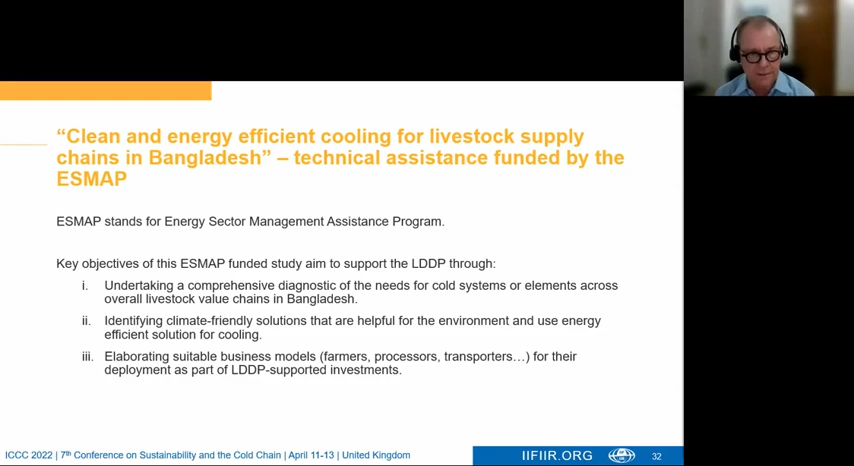 “Clean and energy efficient cooling for livestock supply
chains in Bangladesh” – technical assistance funded by the
ESMAP
ESMAP stands for Energy Sector Management Assistance Program.
Key objectives of this ESMAP funded study aim to support the LDDP through:
i. Undertaking a comprehensive diagnostic of the needs for cold systems or elements across
overall livestock value chains in Bangladesh.
ii. Identifying climate-friendly solutions that are helpful for the environment and use energy
efficient solution for cooling.
iii. Elaborating suitable business models (farmers, processors, transporters…) for their
deployment as part of LDDP-supported investments.
ICCC 2022 | 7th Conference on Sustainability and the Cold Chain | April 11-13 | United Kingdom
IIFIIR.ORG
32